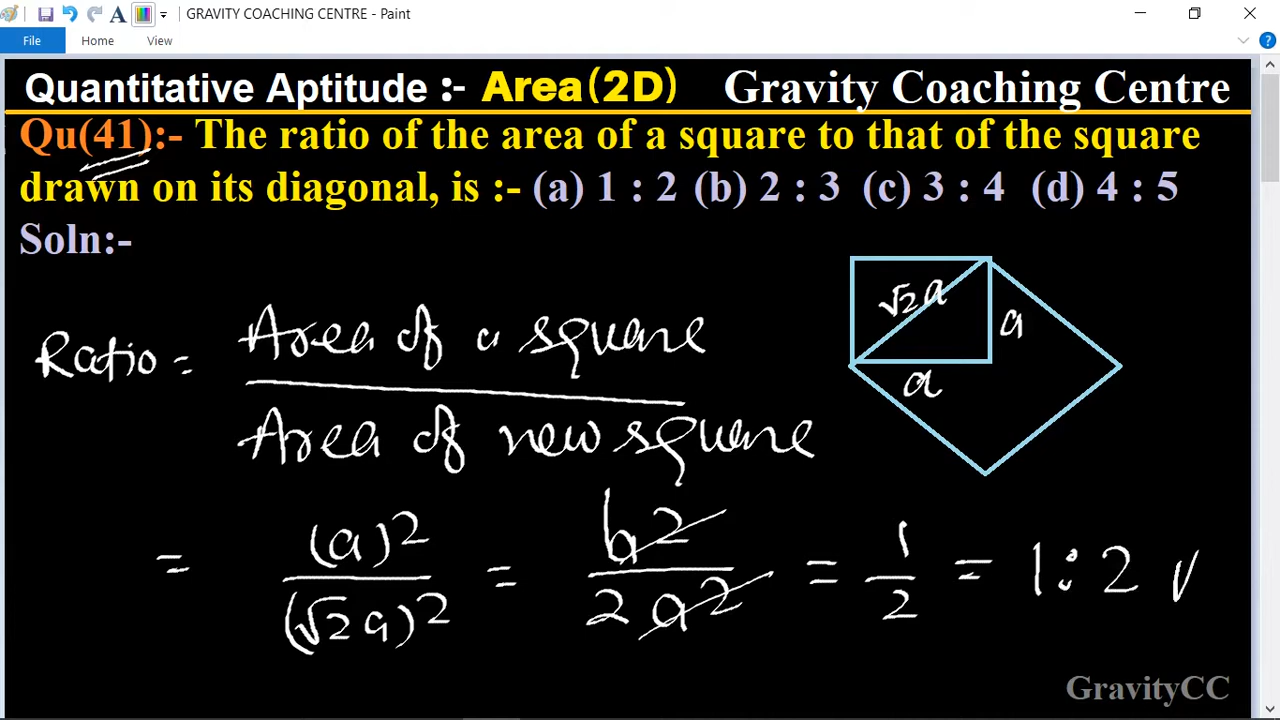 GRAVITY COACHING CENTRE - Paint
File Home View
Quantitative Aptitude :- Area(2D) Gravity Coaching Centre
Qu(41):- The ratio of the area of a square to that of the square
drawn on its diagonal, is :- (a) 1 : 2 (b) 2 : 3 (c) 3 : 4 (d) 4 : 5
Soln:-
√2a
a
a
Ratio = Area of a square
Area of new square
= (a)2 = a2 = 1 = 1:2
(√2a)2 2a2 2
GravityCC